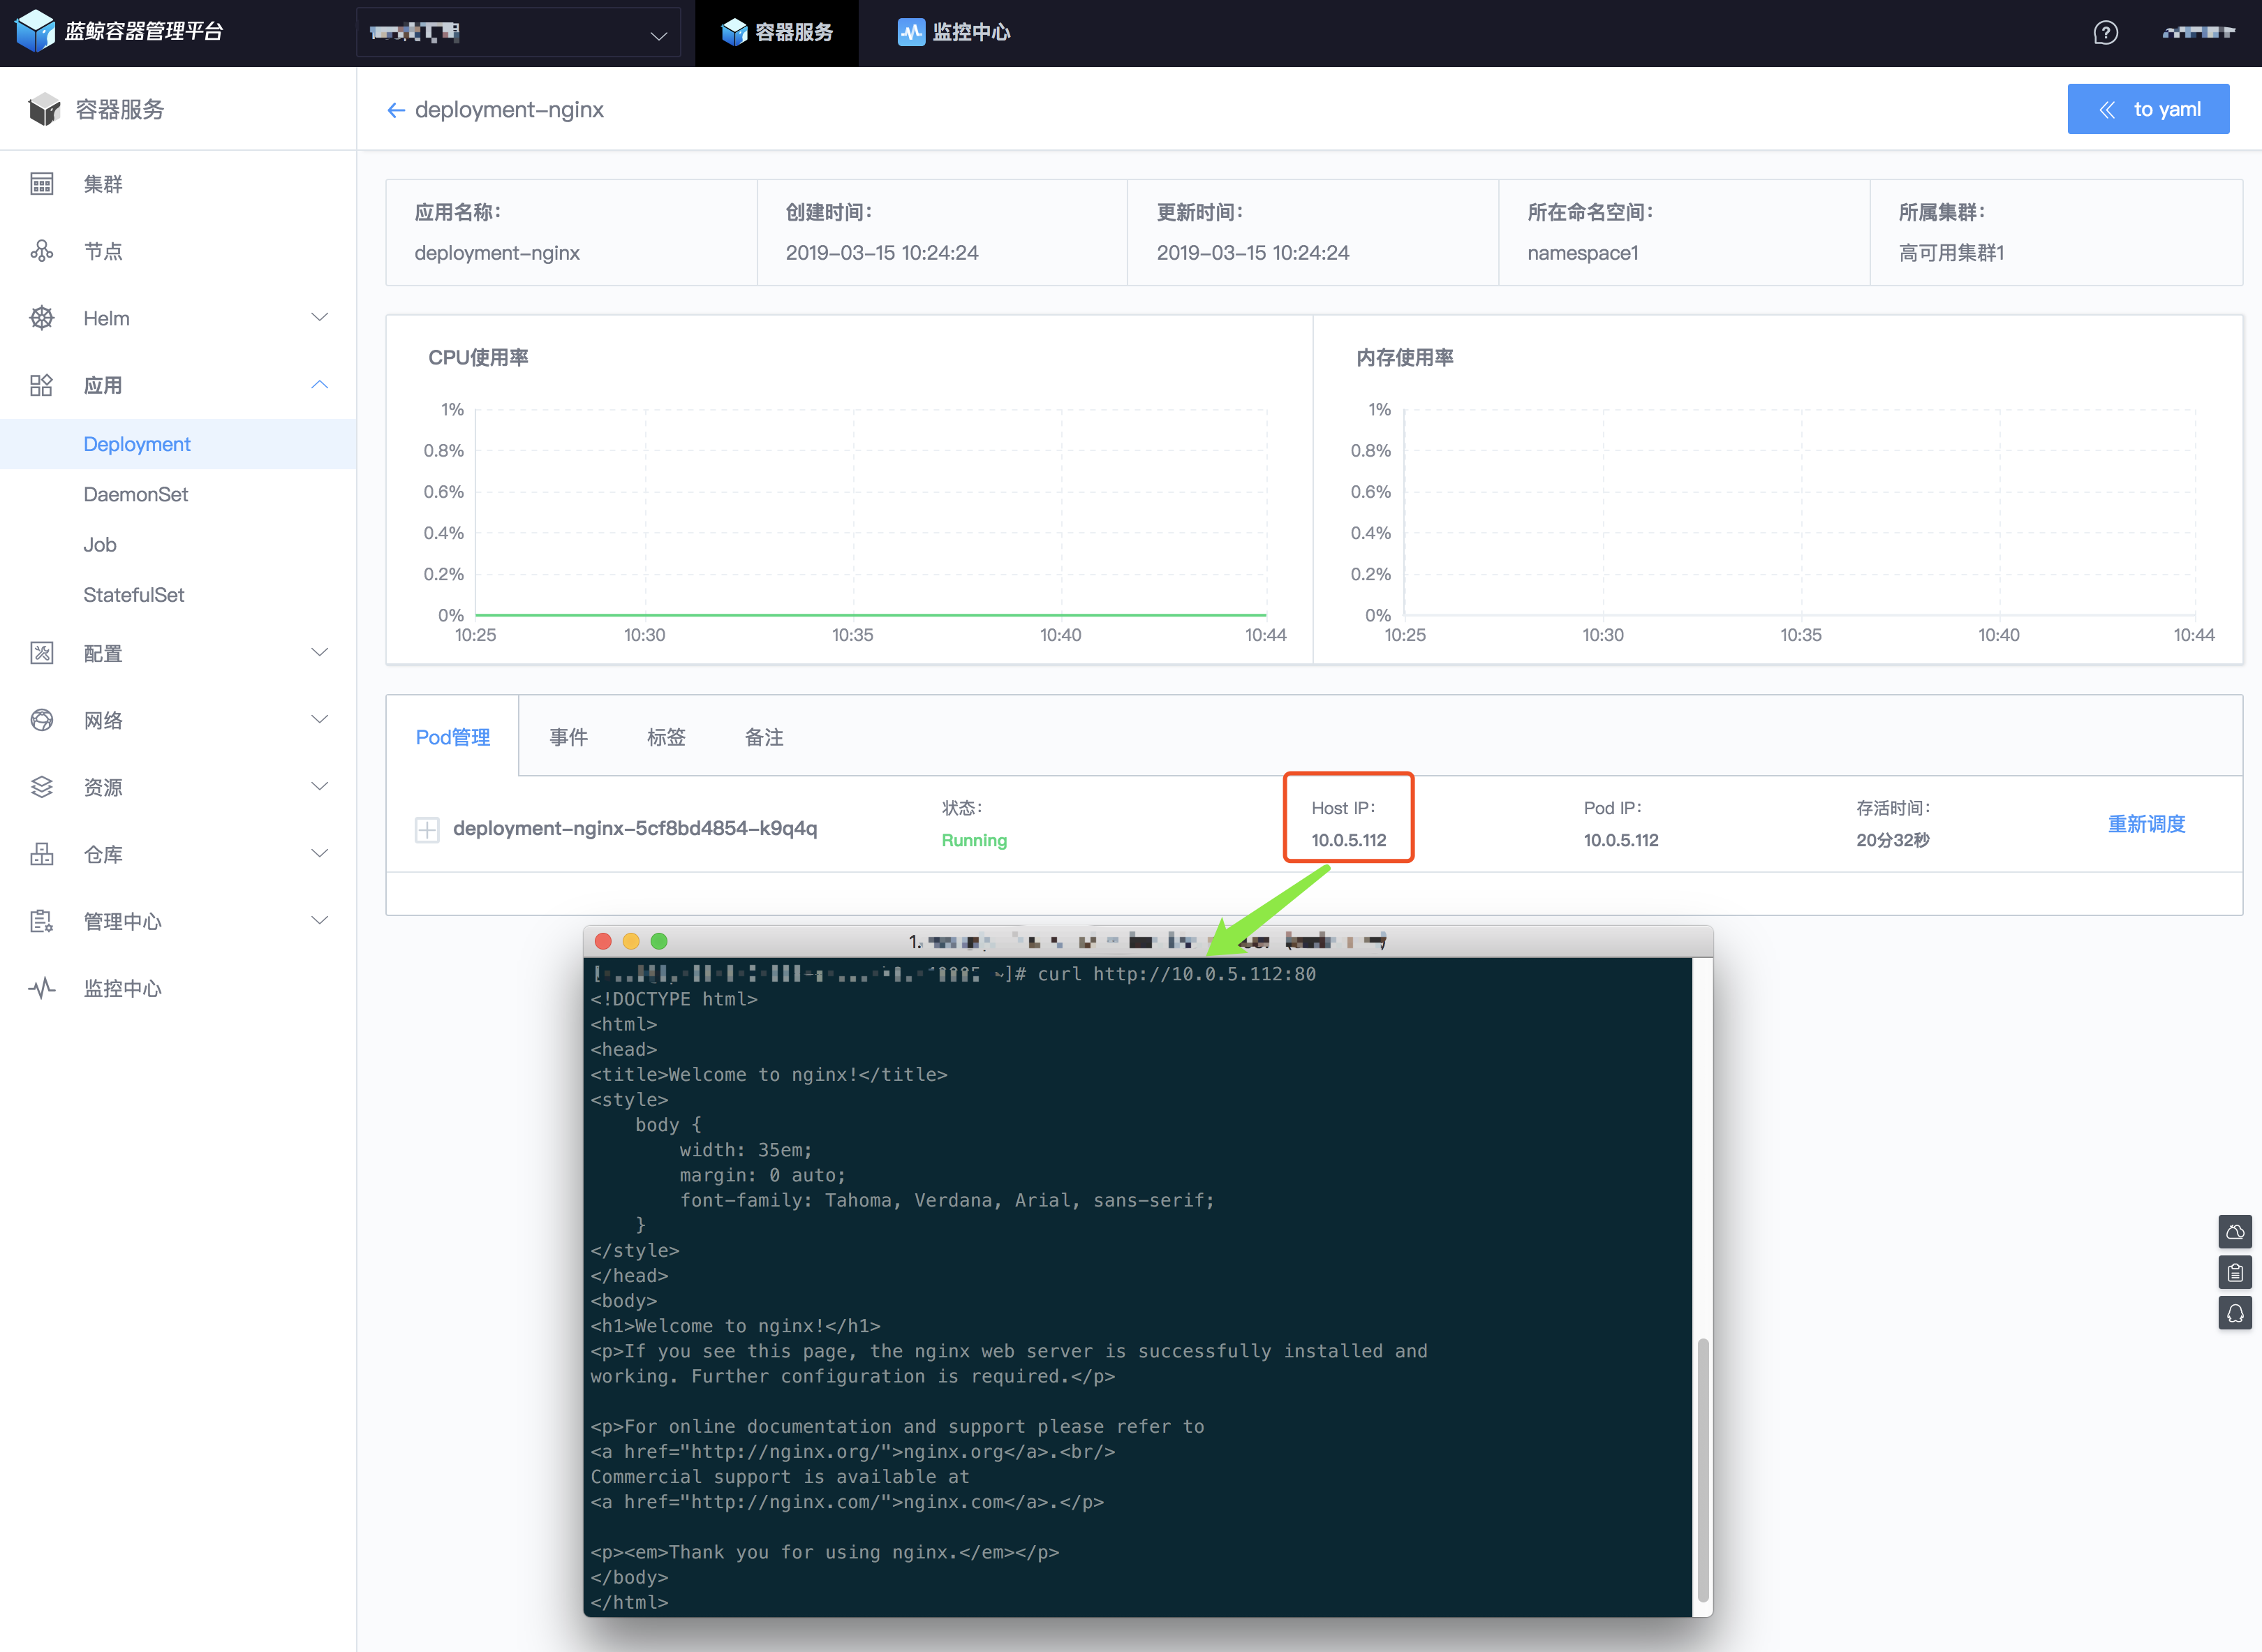 蓝鲸容器管理平台
容器服务
监控中心
容器服务
deployment-nginx
to yaml
集群
节点
Helm
应用
Deployment
DaemonSet
Job
StatefulSet
配置
网络
资源
仓库
管理中心
监控中心
应用名称：
deployment-nginx
创建时间：
2019-03-15 10:24:24
更新时间：
2019-03-15 10:24:24
所在命名空间：
namespace1
所属集群：
高可用集群1
CPU使用率
1%
0.8%
0.6%
0.4%
0.2%
0%
10:25 10:30 10:35 10:40 10:44
内存使用率
1%
0.8%
0.6%
0.4%
0.2%
0%
10:25 10:30 10:35 10:40 10:44
Pod管理 事件 标签 备注
deployment-nginx-5cf8bd4854-k9q4q
状态：
Running
Host IP：
10.0.5.112
Pod IP：
10.0.5.112
存活时间：
20分32秒
重新调度
1.
~]# curl http://10.0.5.112:80
<!DOCTYPE html>
<html>
<head>
<title>Welcome to nginx!</title>
<style>
body {
width: 35em;
margin: 0 auto;
font-family: Tahoma, Verdana, Arial, sans-serif;
}
</style>
</head>
<body>
<h1>Welcome to nginx!</h1>
<p>If you see this page, the nginx web server is successfully installed and
working. Further configuration is required.</p>
<p>For online documentation and support please refer to
<a href="http://nginx.org/">nginx.org</a>.<br/>
Commercial support is available at
<a href="http://nginx.com/">nginx.com</a>.</p>
<p><em>Thank you for using nginx.</em></p>
</body>
</html>